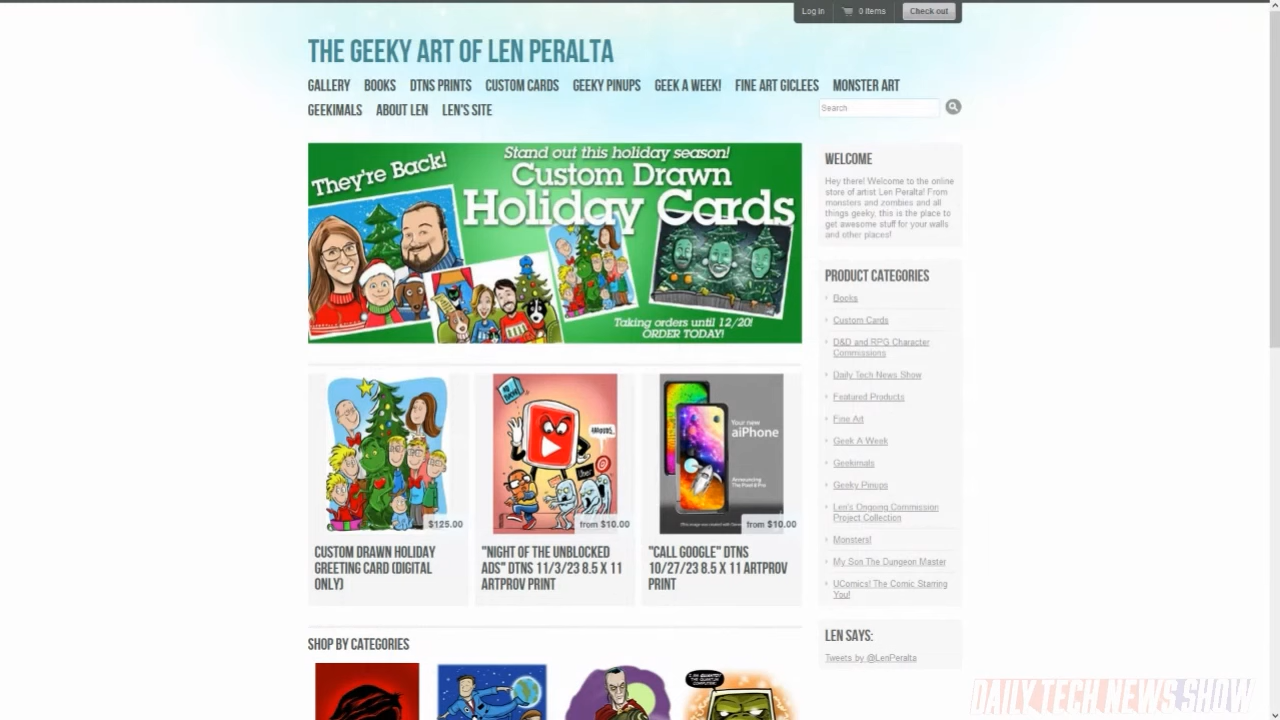 Log in
0 items
Check out
THE GEEKY ART OF LEN PERALTA
GALLERY BOOKS DTNS PRINTS CUSTOM CARDS GEEKY PINUPS GEEK A WEEK! FINE ART GICLEES MONSTER ART
GEEKIMALS ABOUT LEN LEN'S SITE
Search
They're Back!
Stand out this holiday season!
Custom Drawn
Holiday Cards
Taking orders until 12/20!
ORDER TODAY!
$125.00
CUSTOM DRAWN HOLIDAY
GREETING CARD (DIGITAL
ONLY)
from $10.00
"NIGHT OF THE UNBLOCKED
ADS" DTNS 11/3/23 8.5 X 11
ARTPROV PRINT
Your new
aiPhone
Announcing
from $10.00
"CALL GOOGLE" DTNS
10/27/23 8.5 X 11 ARTPROV
PRINT
SHOP BY CATEGORIES
WELCOME
Hey there! Welcome to the online
store of artist Len Peralta! From
monsters and zombies and all
things geeky, this is the place to
get awesome stuff for your walls
and other places!
PRODUCT CATEGORIES
Books
Custom Cards
D&D and RPG Character
Commissions
Daily Tech News Show
Featured Products
Fine Art
Geek A Week
Geekimals
Geeky Pinups
Len's Ongoing Commission
Project Collection
Monsters!
My Son The Dungeon Master
UComics! The Comic Starring
You!
LEN SAYS:
Tweets by @LenPeralta
DAILY TECH NEWS SHOW